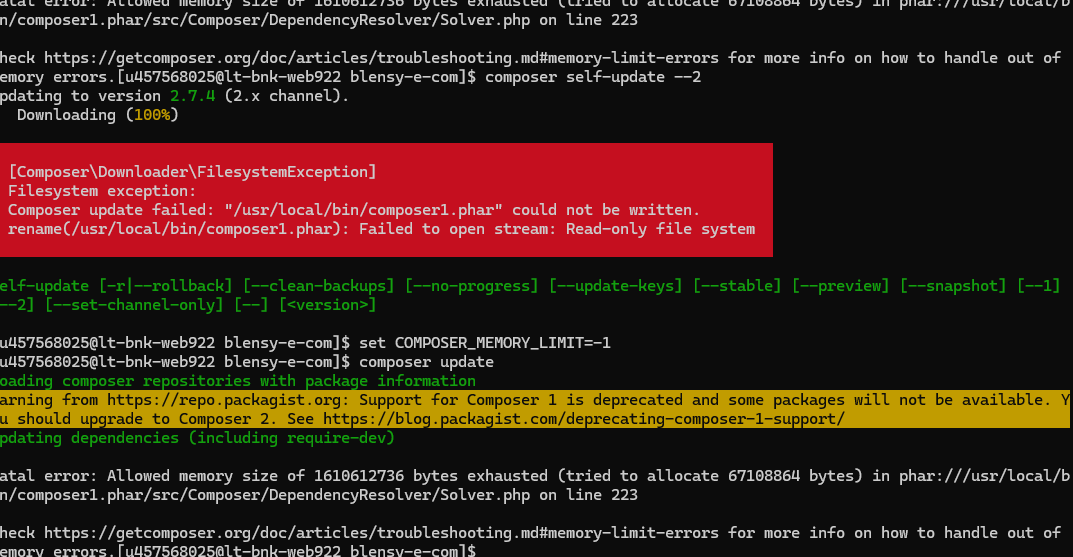 atal error: Allowed memory size of 1610612736 bytes exhausted (tried to allocate 67108864 bytes) in phar:///usr/local/b
n/composer1.phar/src/Composer/DependencyResolver/Solver.php on line 223
heck https://getcomposer.org/doc/articles/troubleshooting.md#memory-limit-errors for more info on how to handle out of
emory errors.[u457568025@lt-bnk-web922 blensy-e-com]$ composer self-update --2
pdating to version 2.7.4 (2.x channel).
Downloading (100%)
[Composer\Downloader\FilesystemException]
Filesystem exception:
Composer update failed: "/usr/local/bin/composer1.phar" could not be written.
rename(/usr/local/bin/composer1.phar): Failed to open stream: Read-only file system
elf-update [-r|--rollback] [--clean-backups] [--no-progress] [--update-keys] [--stable] [--preview] [--snapshot] [--1]
--2] [--set-channel-only] [--] [<version>]
u457568025@lt-bnk-web922 blensy-e-com]$ set COMPOSER_MEMORY_LIMIT=-1
u457568025@lt-bnk-web922 blensy-e-com]$ composer update
oading composer repositories with package information
arning from https://repo.packagist.org: Support for Composer 1 is deprecated and some packages will not be available. Y
u should upgrade to Composer 2. See https://blog.packagist.com/deprecating-composer-1-support/
pdating dependencies (including require-dev)
atal error: Allowed memory size of 1610612736 bytes exhausted (tried to allocate 67108864 bytes) in phar:///usr/local/b
n/composer1.phar/src/Composer/DependencyResolver/Solver.php on line 223
heck https://getcomposer.org/doc/articles/troubleshooting.md#memory-limit-errors for more info on how to handle out of
emory errors.[u457568025@lt-bnk-web922 blensy-e-com]$